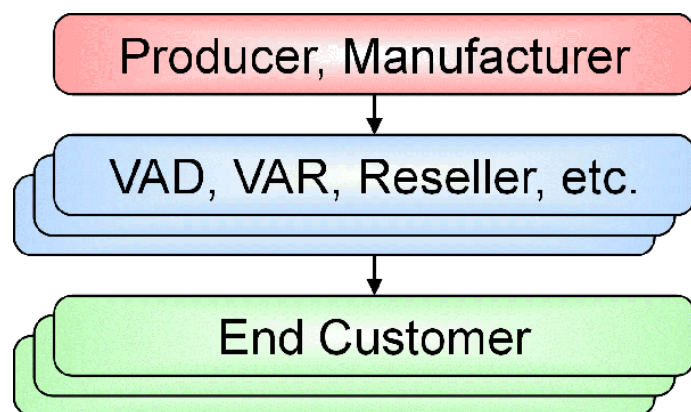 Producer, Manufacturer
VAD, VAR, Reseller, etc.
End Customer